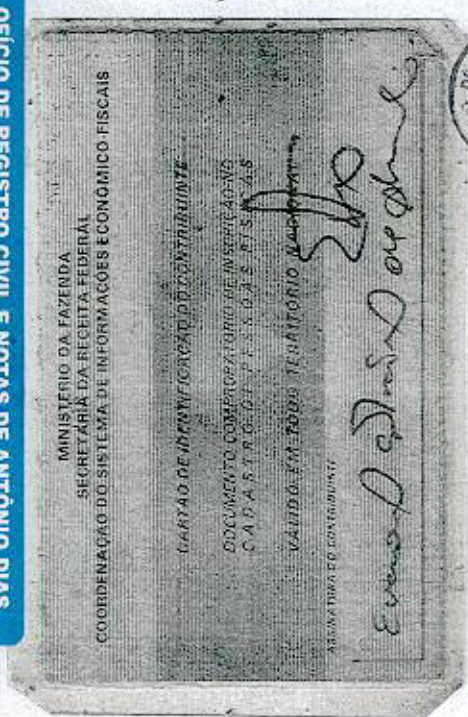 OFÍCIO DE REGISTRO CIVIL E NOTAS DE ANTÔNIO DIAS
MINISTÉRIO DA FAZENDA
SECRETARIA DA RECEITA FEDERAL
COORDENAÇÃO DO SISTEMA DE INFORMAÇÕES ECONÔMICO-FISCAIS
CARTÃO DE IDENTIFICAÇÃO DO CONTRIBUINTE
DOCUMENTO COMPROBATÓRIO DE INSCRIÇÃO NO
CADASTRO DE PESSOAS FÍSICAS
VÁLIDO EM TODO TERRITÓRIO NACIONAL
ASSINATURA DO CONTRIBUINTE